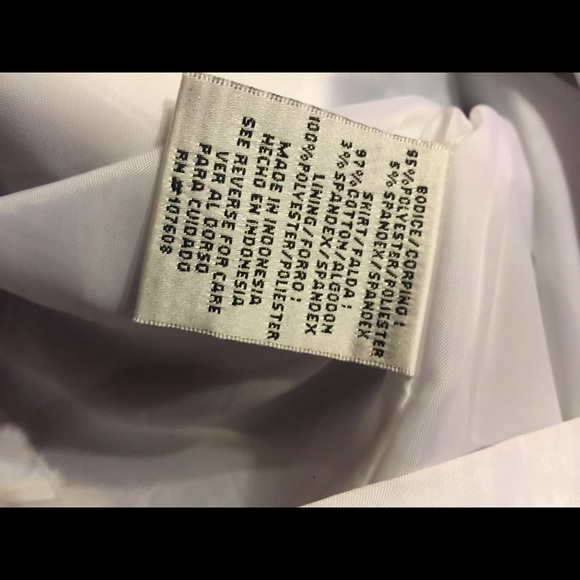 BODICE/CORPINO:
95%POLYESTER/POLIESTER
5%SPANDEX/SPANDEX
SKIRT/FALDA:
97%COTTON/ALGODON
3%SPANDEX/SPANDEX
LINING/FORRO:
100%POLYESTER/POLIESTER
MADE IN INDONESIA
HECHO EN INDONESIA
SEE REVERSE FOR CARE
VER AL DORSO
PARA CUIDADO
RN#107608